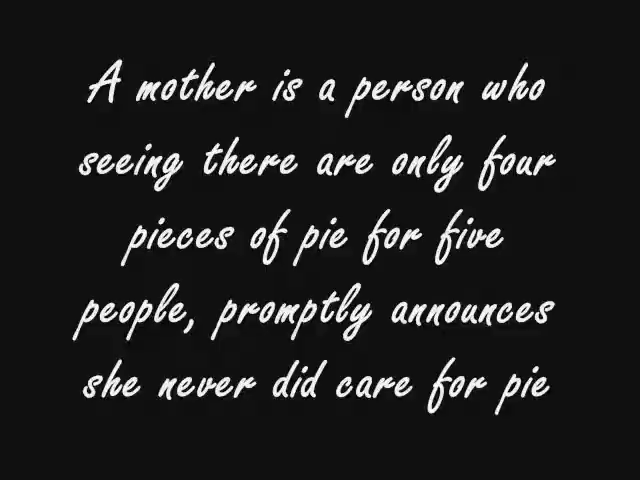 A mother is a person who
seeing there are only four
pieces of pie for five
people, promptly announces
she never did care for pie